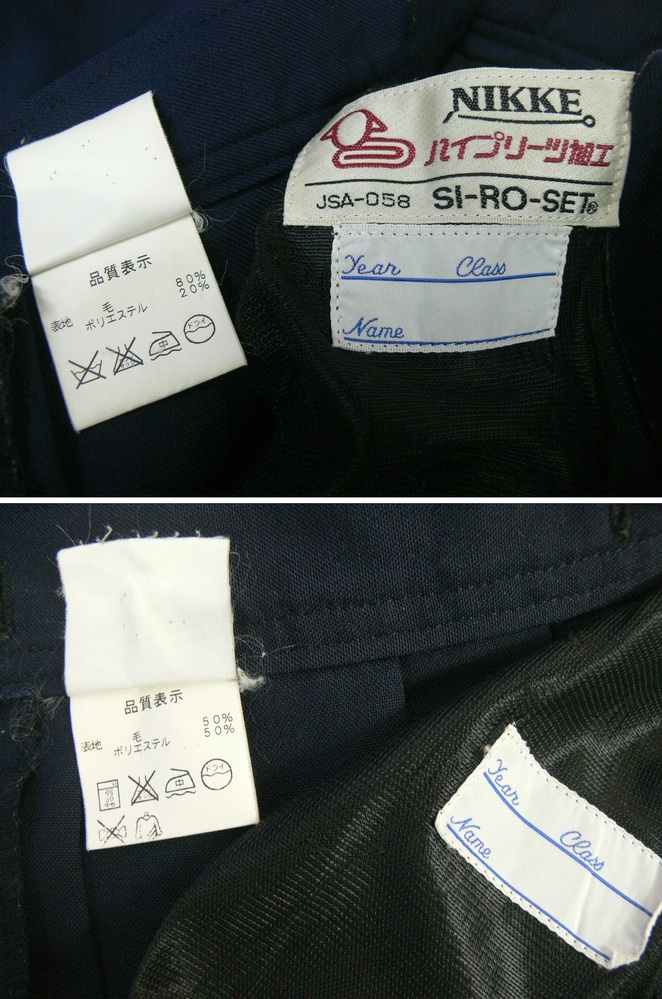 品質表示
表地 毛 80%
ポリエステル 20%
中
ドライ
NIKKE
ハイプリーツ加工
JSA-058 SI-RO-SET®
Year Class
Name
品質表示
表地 毛 50%
ポリエステル 50%
中
ドライ
Year Class
Name